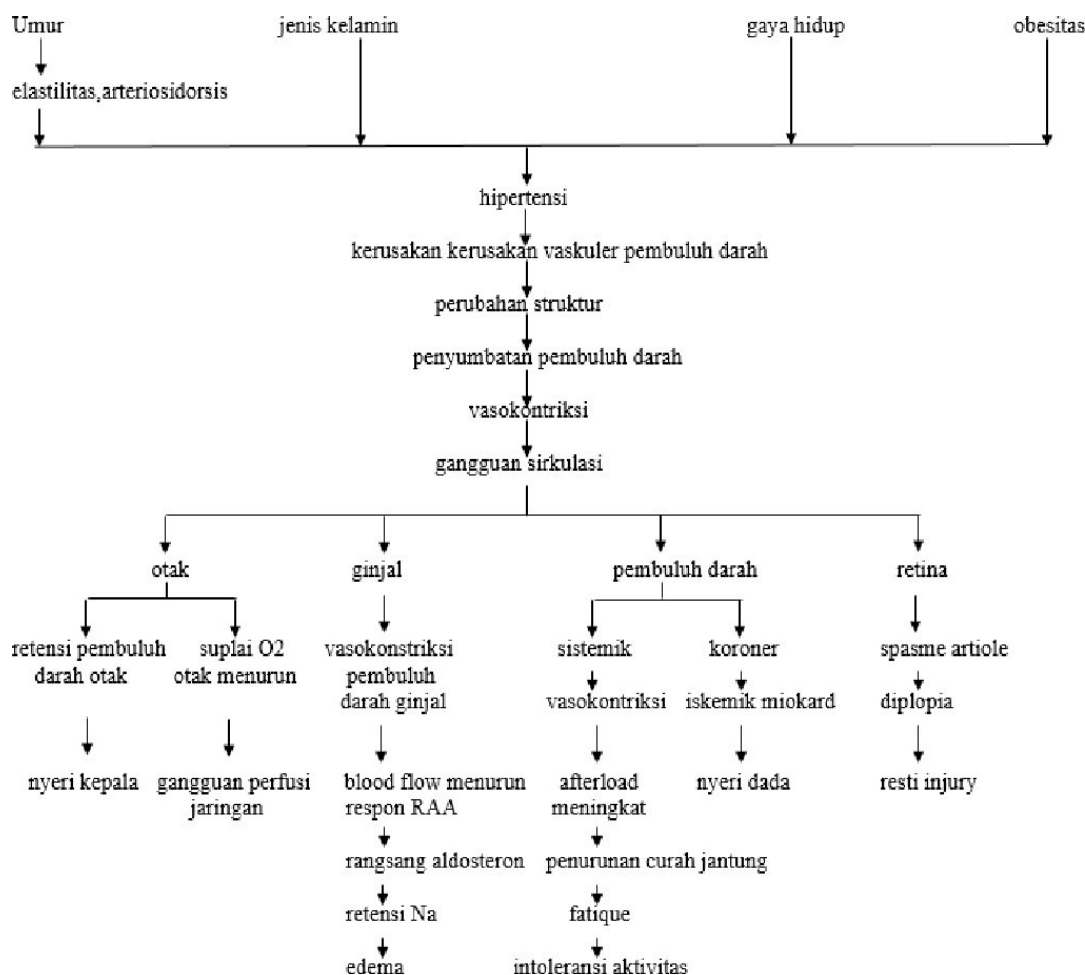 Umur
jenis kelamin
gaya hidup
obesitas
elastilitas,arteriosidorsis
hipertensi
kerusakan kerusakan vaskuler pembuluh darah
perubahan struktur
penyumbatan pembuluh darah
vasokontriksi
gangguan sirkulasi
otak
ginjal
pembuluh darah
retina
retensi pembuluh
darah otak
suplai O2
otak menurun
vasokonstriksi
pembuluh
darah ginjal
sistemik
koroner
spasme artiole
vasokontriksi
iskemik miokard
diplopia
nyeri kepala
gangguan perfusi
jaringan
blood flow menurun
respon RAA
afterload
meningkat
nyeri dada
resti injury
rangsang aldosteron
penurunan curah jantung
retensi Na
fatique
edema
intoleransi aktivitas